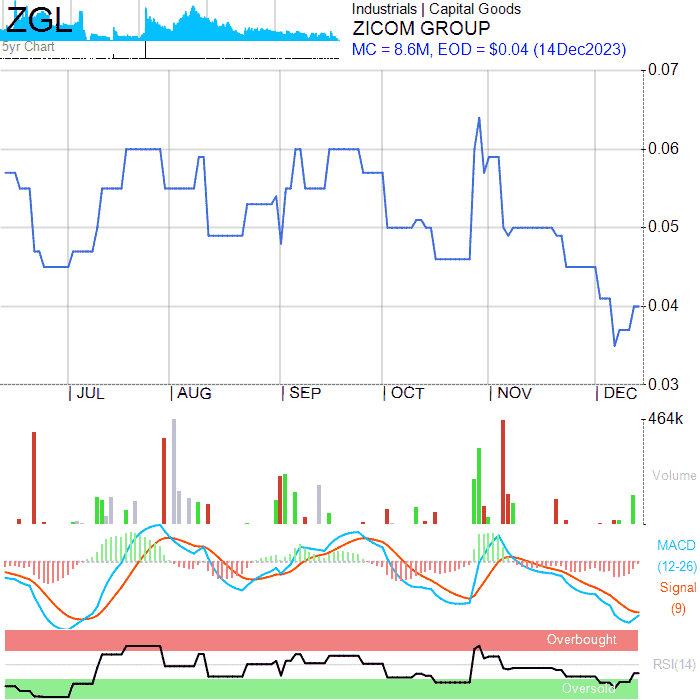 ZGL
5yr Chart
Industrials | Capital Goods
ZICOM GROUP
MC = 8.6M, EOD = $0.04 (14Dec2023)
0.07
0.06
0.05
0.04
0.03
JUL AUG SEP OCT NOV DEC
464k
Volume
MACD
(12-26)
Signal
(9)
Overbought
RSI(14)
Oversold